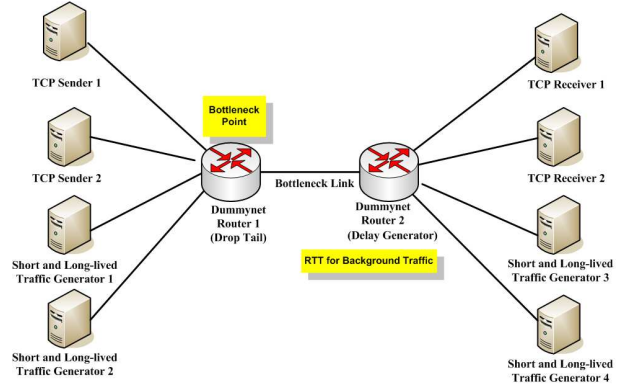 TCP Sender 1
TCP Receiver 1
Bottleneck
Point
TCP Sender 2
TCP Receiver 2
Bottleneck Link
Dummynet
Router 1
(Drop Tail)
Dummynet
Router 2
(Delay Generator)
RTT for Background Traffic
Short and Long-lived
Traffic Generator 1
Short and Long-lived
Traffic Generator 3
Short and Long-lived
Traffic Generator 2
Short and Long-lived
Traffic Generator 4